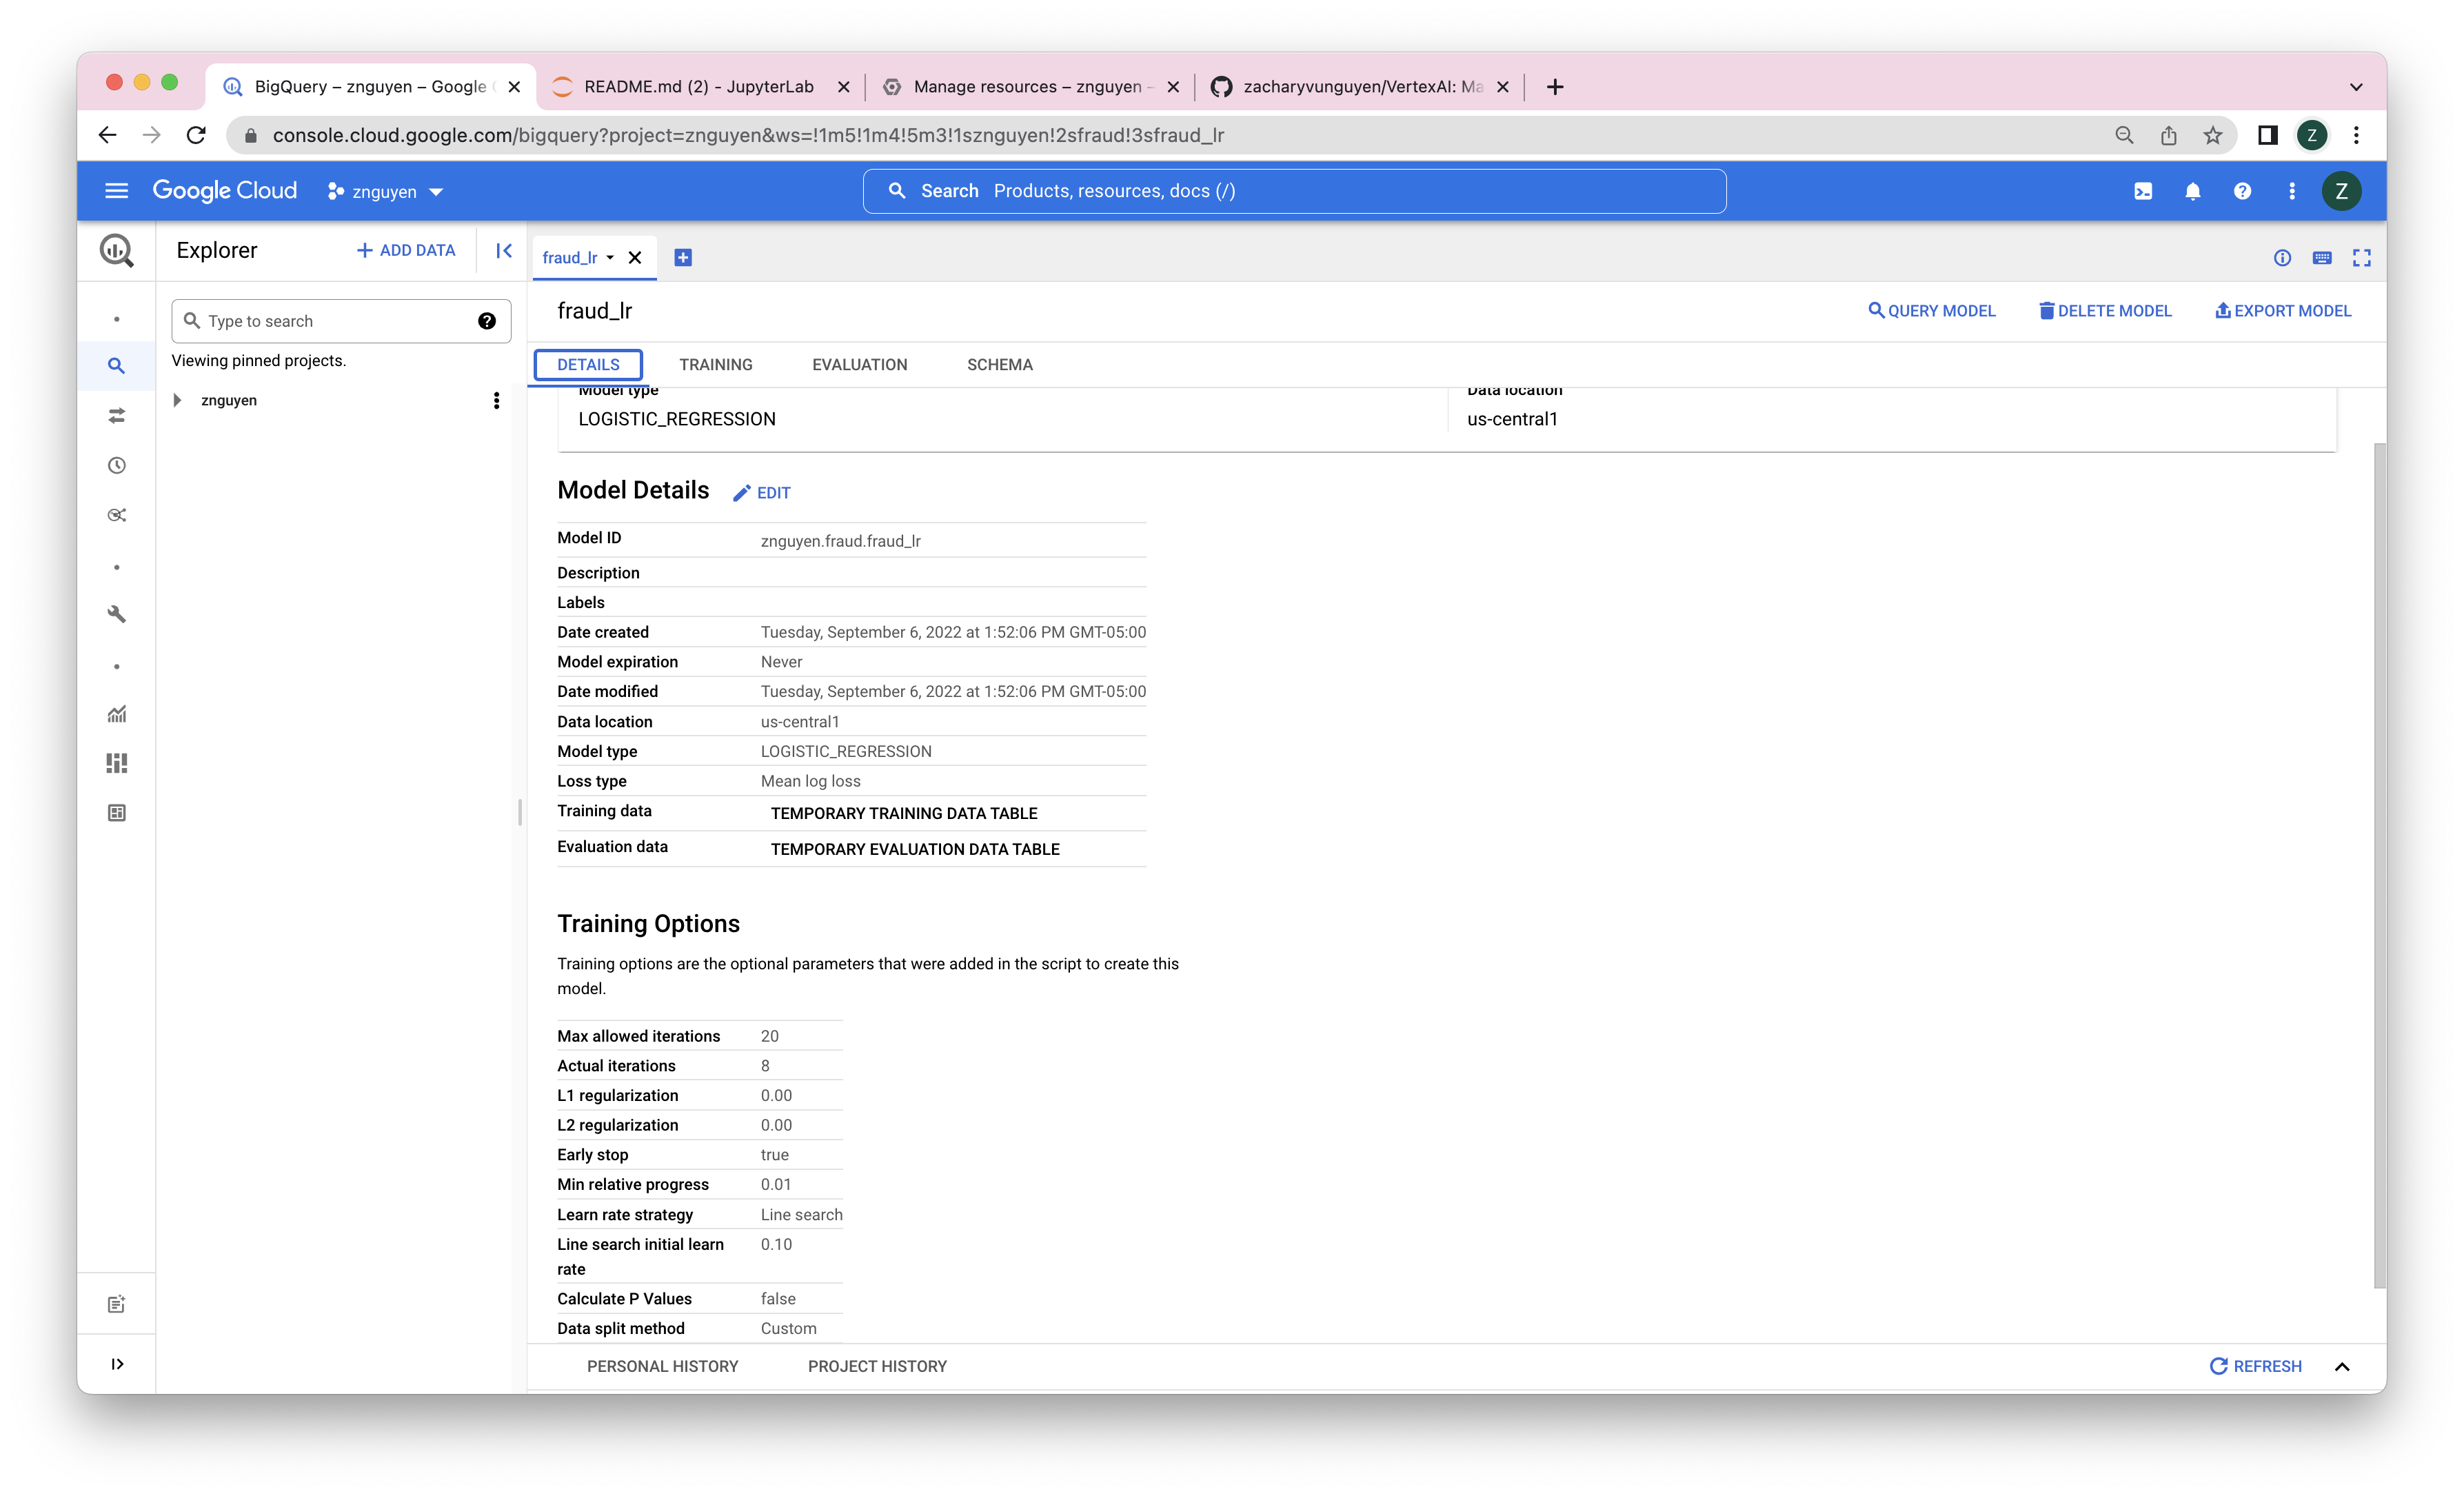 BigQuery – znguyen – Google
README.md (2) - JupyterLab
Manage resources – znguyen -
zacharyvunguyen/VertexAI: Ma
console.cloud.google.com/bigquery?project=znguyen&ws=!1m5!1m4!5m3!1sznguyen!2sfraud!3sfraud_lr
Z
Google Cloud
znguyen
Search Products, resources, docs (/)
Z
Explorer
ADD DATA
fraud_lr
Type to search
Viewing pinned projects.
znguyen
fraud_lr
QUERY MODEL
DELETE MODEL
EXPORT MODEL
DETAILS
TRAINING
EVALUATION
SCHEMA
Model type
Data location
LOGISTIC_REGRESSION
us-central1
Model Details
EDIT
Model ID znguyen.fraud.fraud_lr
Description
Labels
Date created Tuesday, September 6, 2022 at 1:52:06 PM GMT-05:00
Model expiration Never
Date modified Tuesday, September 6, 2022 at 1:52:06 PM GMT-05:00
Data location us-central1
Model type LOGISTIC_REGRESSION
Loss type Mean log loss
Training data TEMPORARY TRAINING DATA TABLE
Evaluation data TEMPORARY EVALUATION DATA TABLE
Training Options
Training options are the optional parameters that were added in the script to create this
model.
Max allowed iterations 20
Actual iterations 8
L1 regularization 0.00
L2 regularization 0.00
Early stop true
Min relative progress 0.01
Learn rate strategy Line search
Line search initial learn 0.10
rate
Calculate P Values false
Data split method Custom
PERSONAL HISTORY
PROJECT HISTORY
REFRESH